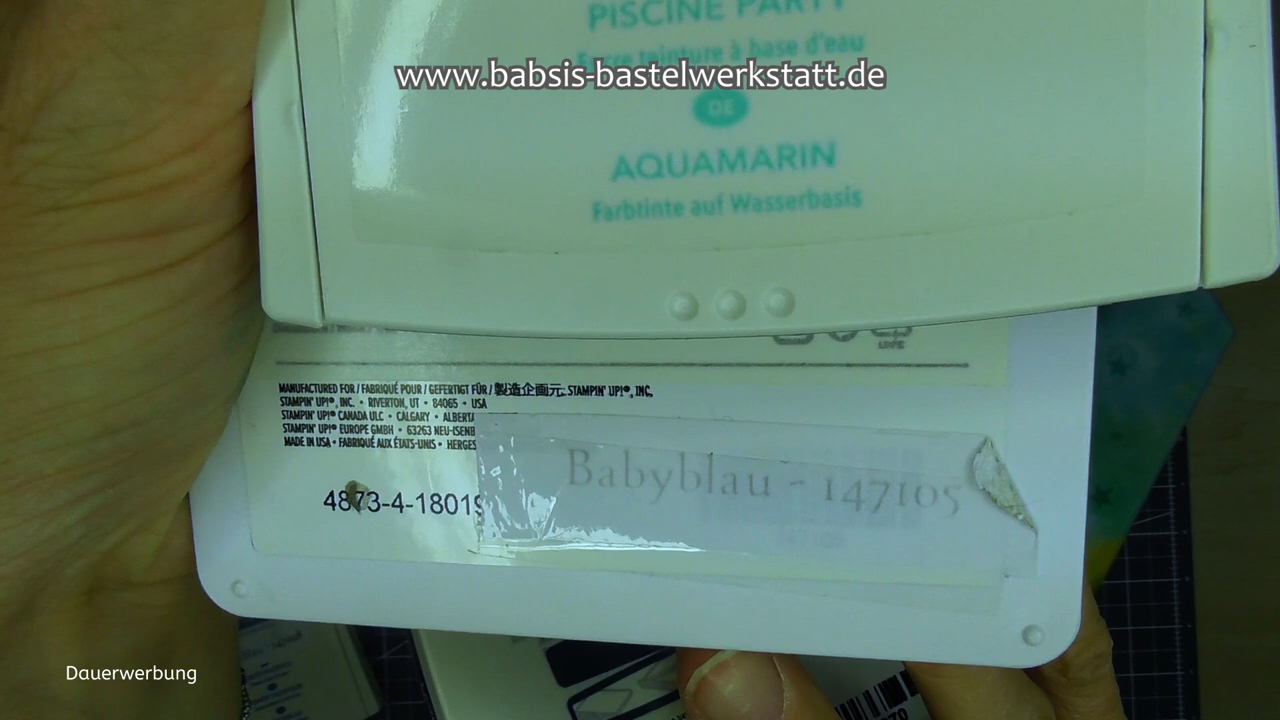 PISCINE PARTY
Encre teinture à base d'eau
www.babsis-bastelwerkstatt.de
DE
AQUAMARIN
Farbtinte auf Wasserbasis
LDPE
MANUFACTURED FOR / FABRIQUÉ POUR / GEFERTIGT FÜR / 製造企画元: STAMPIN' UP!®, INC.
STAMPIN' UP!®, INC. • RIVERTON, UT • 84065 • USA
STAMPIN' UP!® CANADA ULC • CALGARY • ALBERTA
STAMPIN' UP!® EUROPE GMBH • 63263 NEU-ISENB
MADE IN USA • FABRIQUÉ AUX ÉTATS-UNIS • HERGES
Babyblau - 147105
4873-4-18019
Dauerwerbung